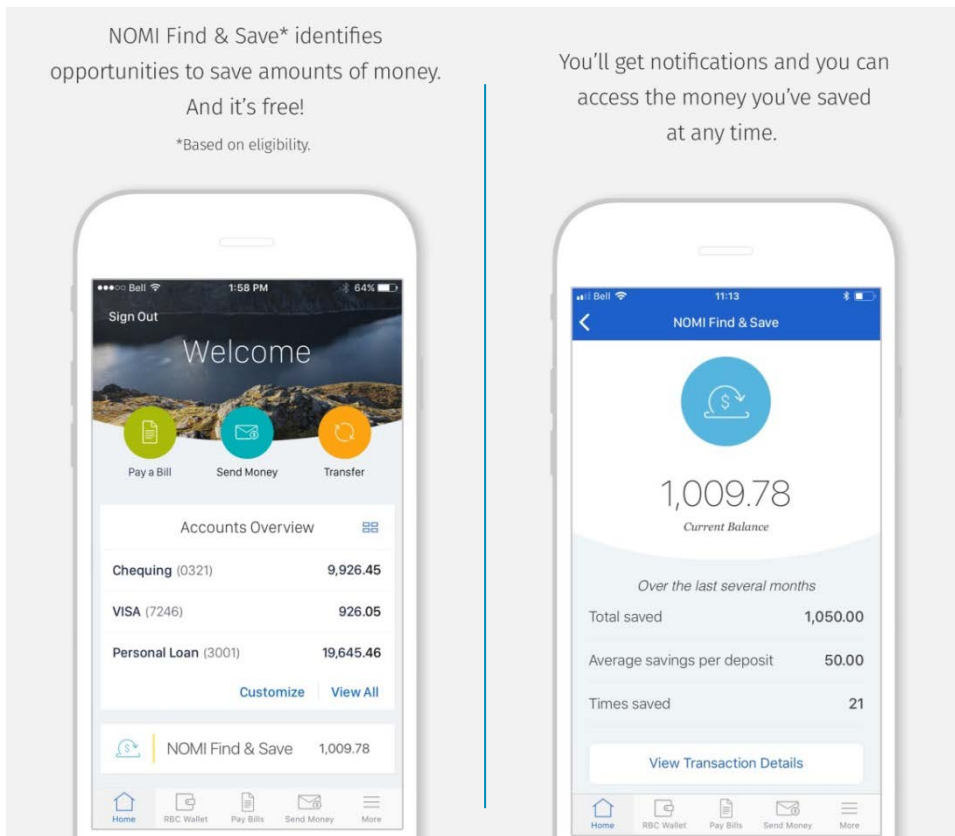 NOMI Find & Save* identifies
opportunities to save amounts of money.
And it's free!
*Based on eligibility.
Bell 1:58 PM 64%
Sign Out
Welcome
Pay a Bill Send Money Transfer
Accounts Overview
Chequing (0321) 9,926.45
VISA (7246) 926.05
Personal Loan (3001) 19,645.46
Customize View All
NOMI Find & Save 1,009.78
Home RBC Wallet Pay Bills Send Money More
You'll get notifications and you can
access the money you've saved
at any time.
Bell 11:13
NOMI Find & Save
$
1,009.78
Current Balance
Over the last several months
Total saved 1,050.00
Average savings per deposit 50.00
Times saved 21
View Transaction Details
Home RBC Wallet Pay Bills Send Money More